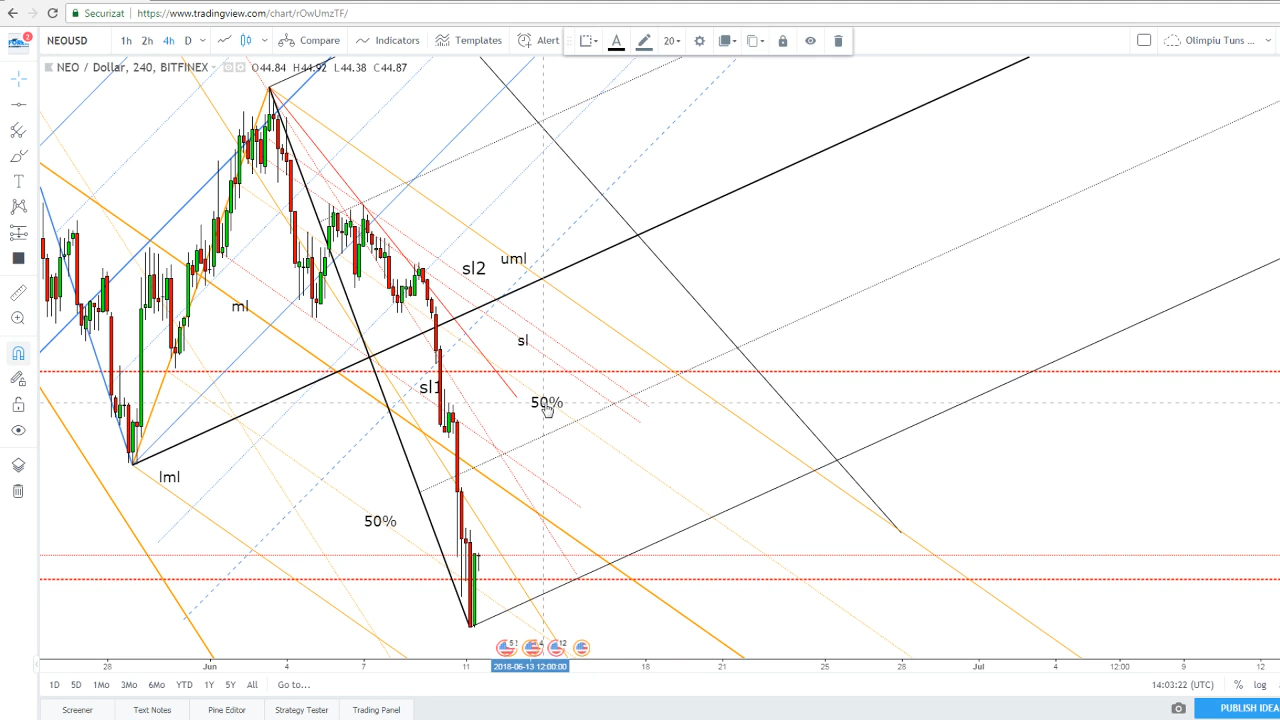 Securizat
https://www.tradingview.com/chart/rOwUmzTF/
2
NEOUSD
1h 2h 4h D
Compare
Indicators
Templates
Alert
A
20
Olimpiu Tuns ...
NEO / Dollar, 240, BITFINEX
O44.84 H44.92 L44.38 C44.87
T
uml
sl2
ml
sl
sl1
50%
lml
50%
5
4
12
28 Jun 4 7 11 2018-06-13 12:00:00 18 21 25 28 Jul 4 12:00 9 12
1D 5D 1Mo 3Mo 6Mo YTD 1Y 5Y All Go to...
14:03:22 (UTC) % log
Screener Text Notes Pine Editor Strategy Tester Trading Panel
PUBLISH IDEA